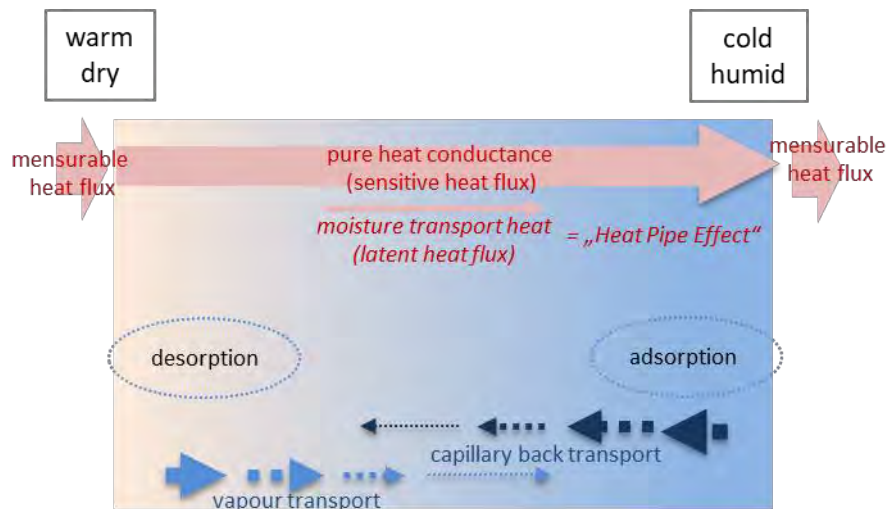 warm
dry
cold
humid
mensurable
heat flux
pure heat conductance
(sensitive heat flux)
mensurable
heat flux
moisture transport heat
(latent heat flux)
= „Heat Pipe Effect“
desorption
adsorption
capillary back transport
vapour transport